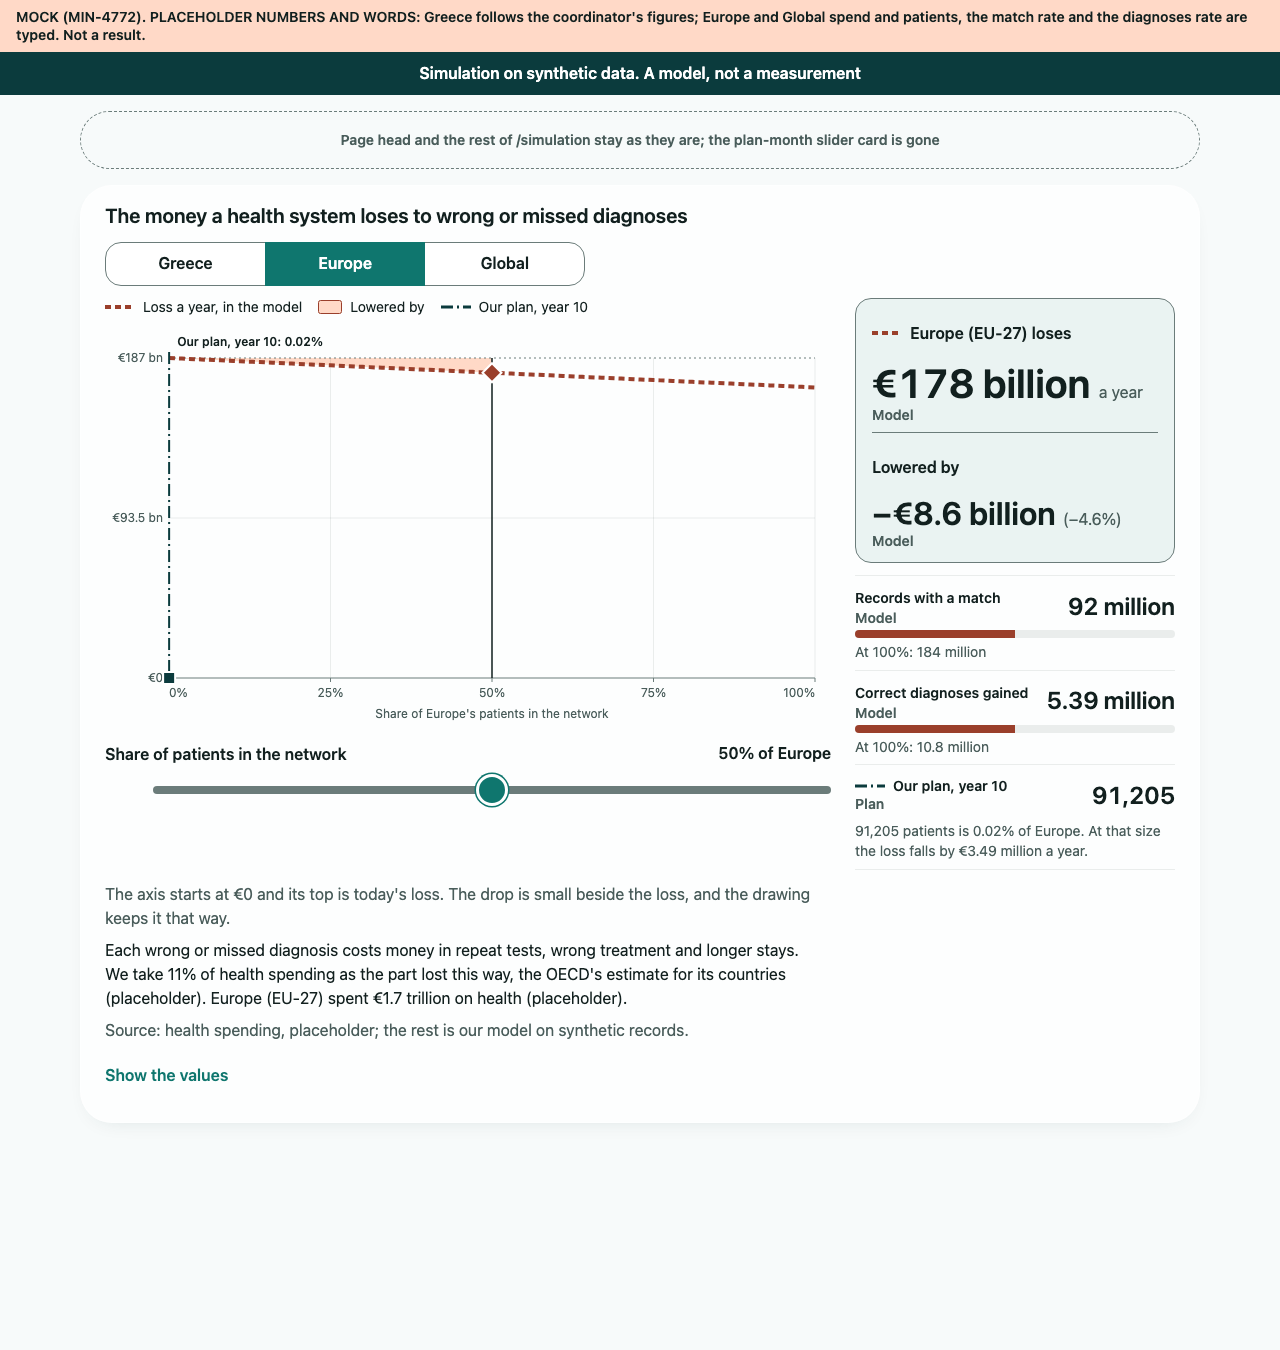 MOCK (MIN-4772). PLACEHOLDER NUMBERS AND WORDS: Greece follows the coordinator's figures; Europe and Global spend and patients, the match rate and the diagnoses rate are
typed. Not a result.
Simulation on synthetic data. A model, not a measurement
Page head and the rest of /simulation stay as they are; the plan-month slider card is gone
The money a health system loses to wrong or missed diagnoses
Greece Europe Global
Loss a year, in the model Lowered by Our plan, year 10
Our plan, year 10: 0.02%
€187 bn
€93.5 bn
€0
0% 25% 50% 75% 100%
Share of Europe's patients in the network
Share of patients in the network 50% of Europe
Europe (EU-27) loses
€178 billion a year
Model
Lowered by
−€8.6 billion (−4.6%)
Model
Records with a match 92 million
Model
At 100%: 184 million
Correct diagnoses gained 5.39 million
Model
At 100%: 10.8 million
Our plan, year 10 91,205
Plan
91,205 patients is 0.02% of Europe. At that size
the loss falls by €3.49 million a year.
The axis starts at €0 and its top is today's loss. The drop is small beside the loss, and the drawing
keeps it that way.
Each wrong or missed diagnosis costs money in repeat tests, wrong treatment and longer stays.
We take 11% of health spending as the part lost this way, the OECD's estimate for its countries
(placeholder). Europe (EU-27) spent €1.7 trillion on health (placeholder).
Source: health spending, placeholder; the rest is our model on synthetic records.
Show the values